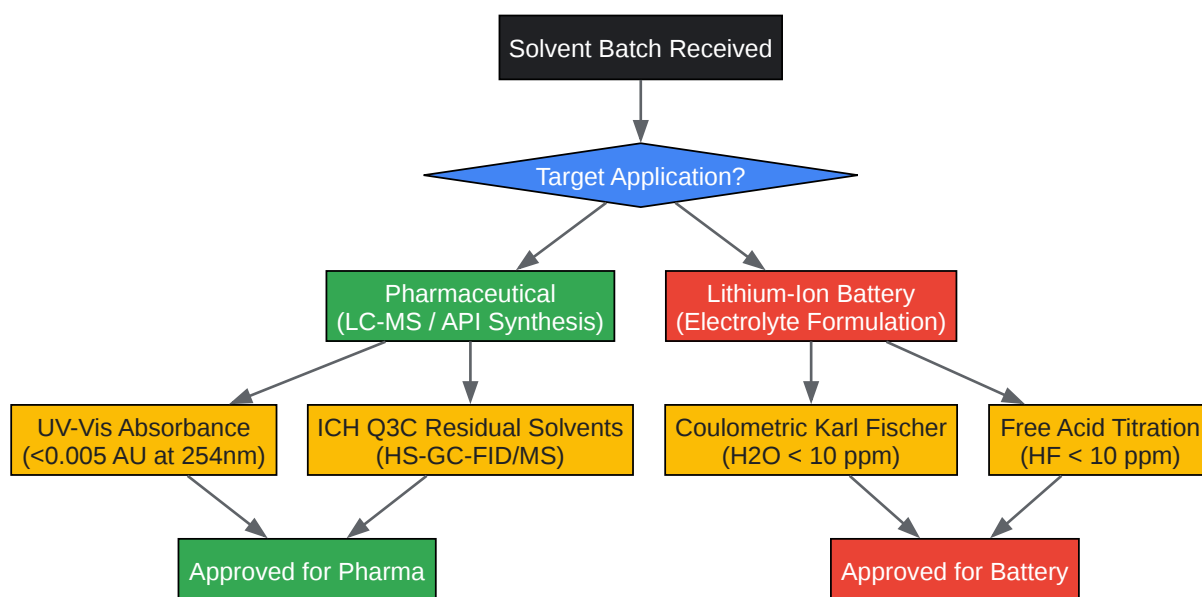 Solvent Batch Received
Target Application?
Pharmaceutical
(LC-MS / API Synthesis)
Lithium-Ion Battery
(Electrolyte Formulation)
UV-Vis Absorbance
(<0.005 AU at 254nm)
ICH Q3C Residual Solvents
(HS-GC-FID/MS)
Coulometric Karl Fischer
(H2O < 10 ppm)
Free Acid Titration
(HF < 10 ppm)
Approved for Pharma
Approved for Battery